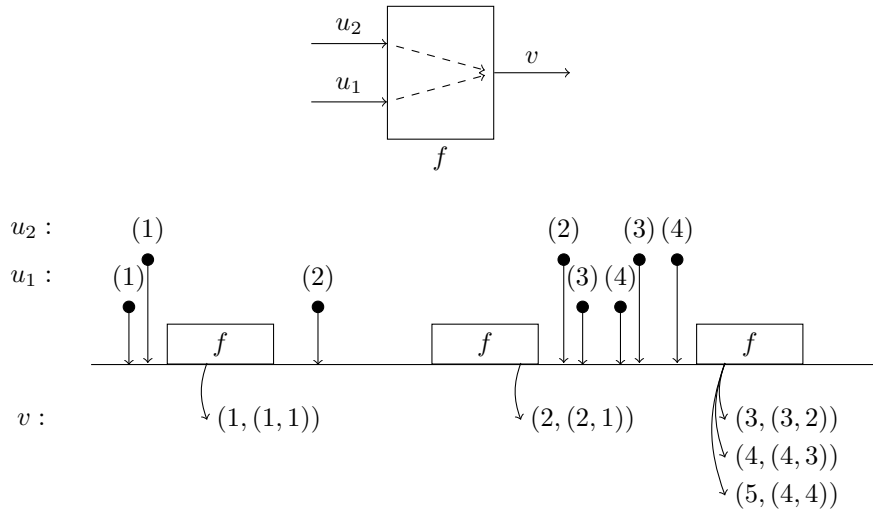 u₂
u₁
v
f
u₂ : (1) (2) (3) (4)
u₁ : (1) (2) (3) (4)
f f f
v : (1, (1, 1)) (2, (2, 1)) (3, (3, 2))
(4, (4, 3))
(5, (4, 4))